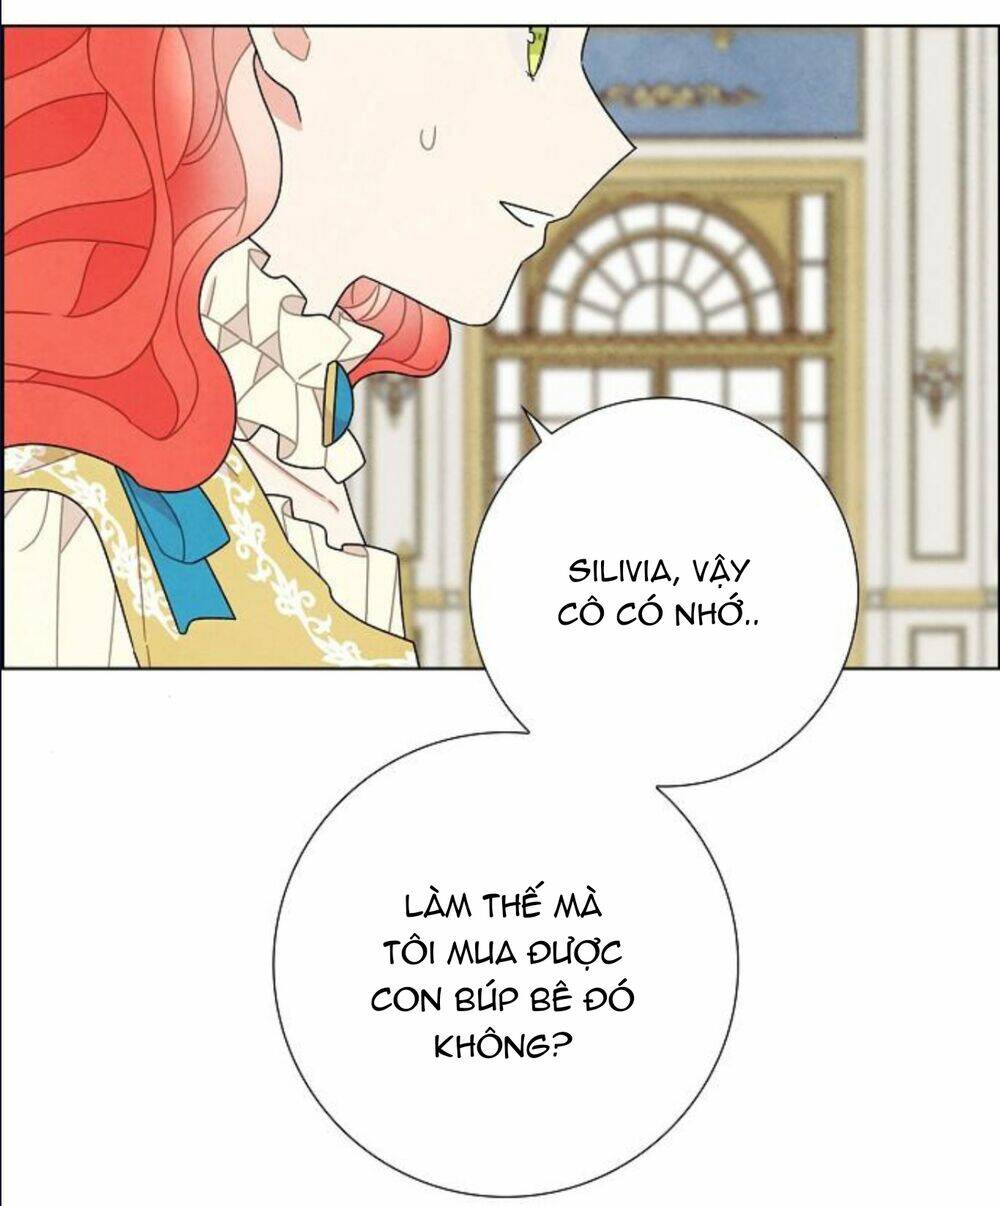 SILIVIA, VẬY
CÔ CÓ NHỚ..
LÀM THẾ MÀ
TÔI MUA ĐƯỢC
CON BÚP BÊ ĐÓ
KHÔNG?